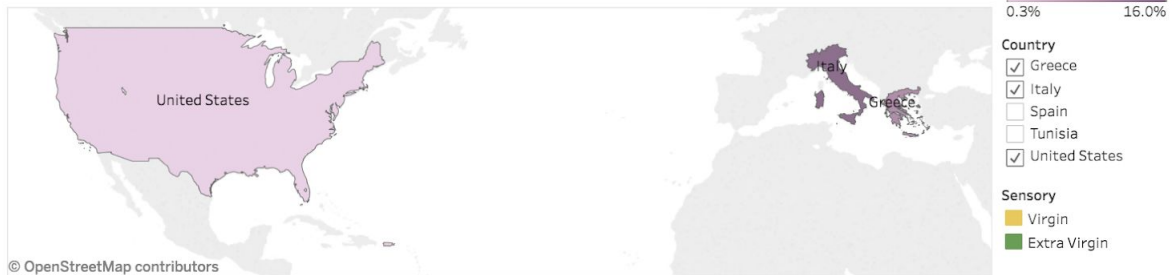 0.3% 16.0%
Country
Greece
Italy
Spain
Tunisia
United States
Sensory
Virgin
Extra Virgin
United States
Italy
Greece
© OpenStreetMap contributors